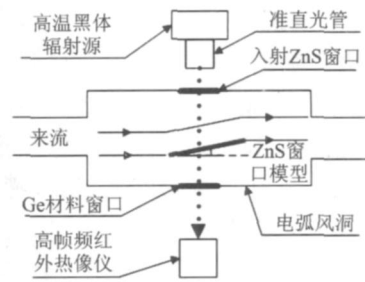 高温黑体
辐射源
准直光管
入射ZnS窗口
来流
ZnS窗
口模型
Ge材料窗口
电弧风洞
高帧频红
外热像仪